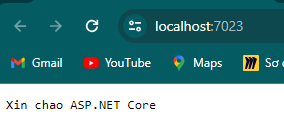 localhost:7023
Gmail YouTube Maps Sơ
Xin chao ASP.NET Core